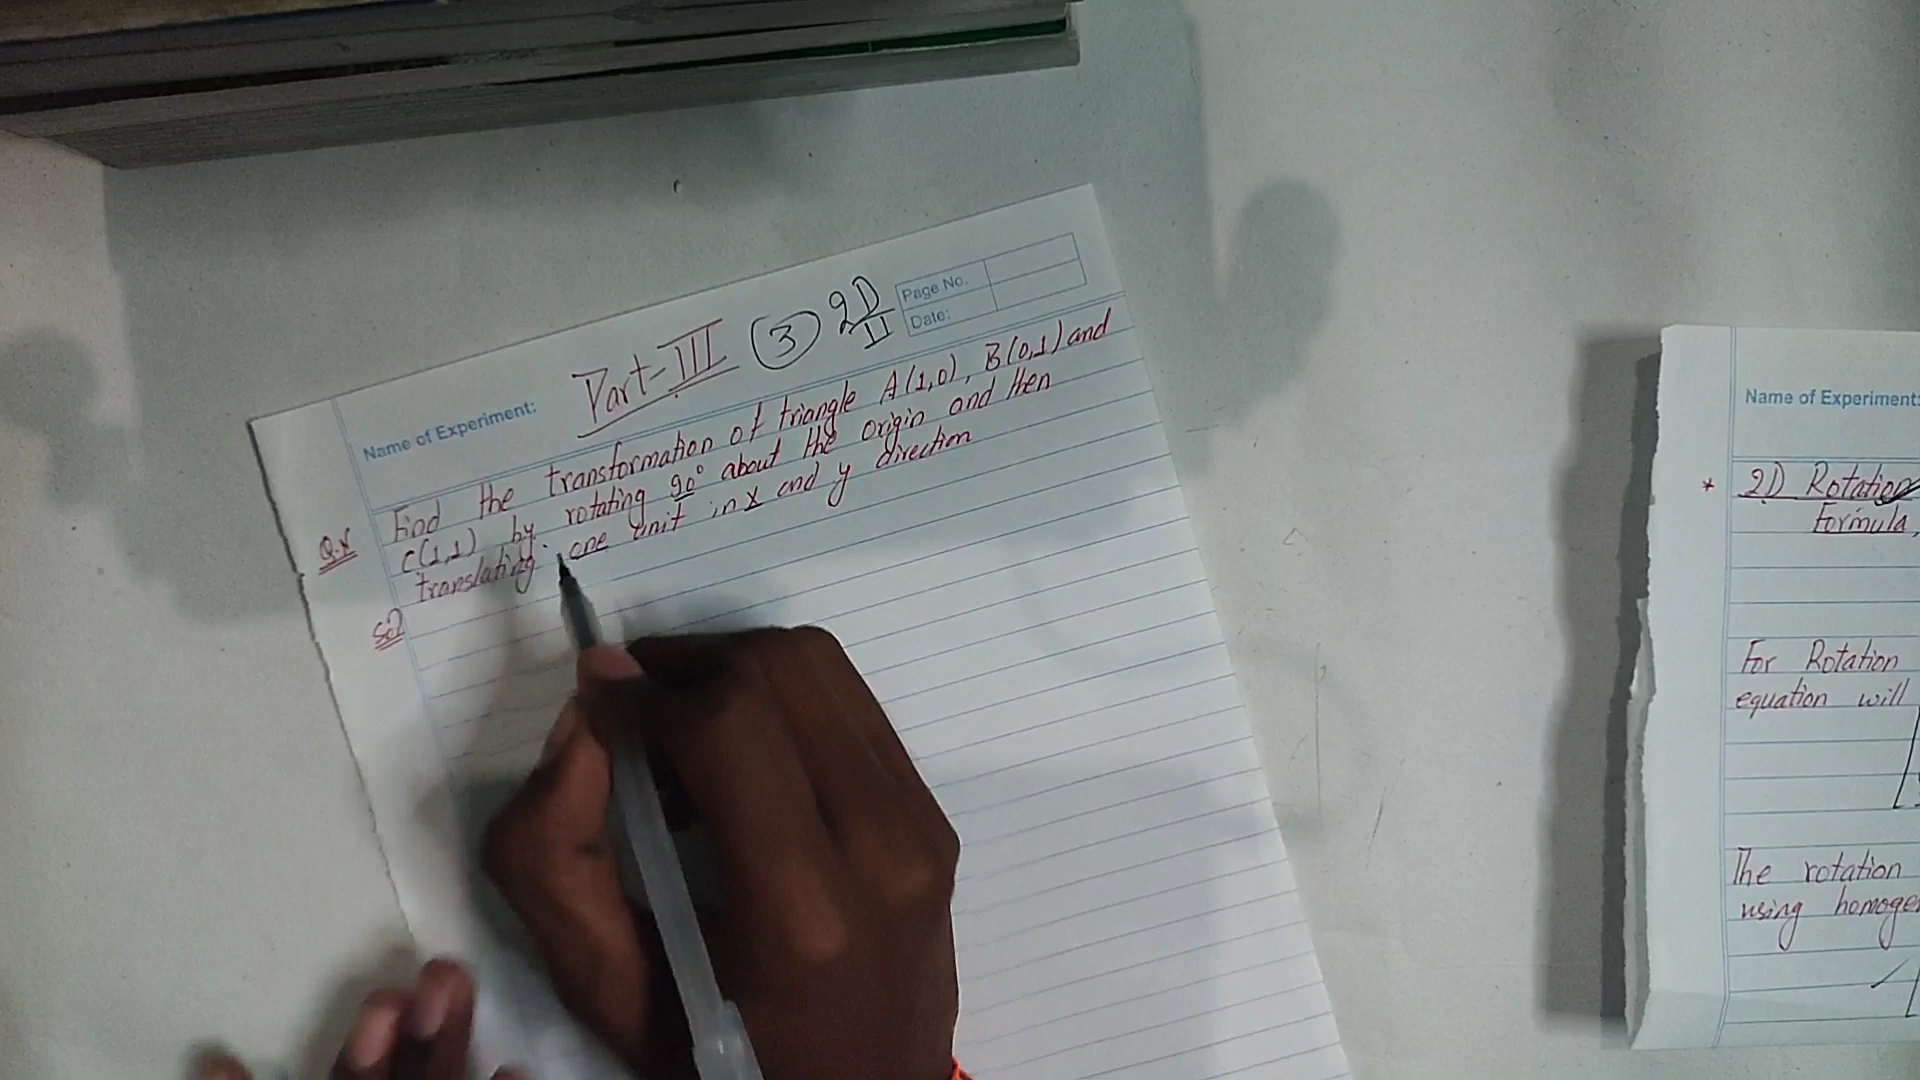 Part-III ③ 2D
II
Page No.
Date:
Name of Experiment:
Q.1 Find the transformation of triangle A(1,0), B(0,1) and
C(1,1) by rotating 90° about the origin and then
translating one unit in x and y direction
Sol
Name of Experiment:
* 2D Rotation
Formula,
For Rotation
equation will
The rotation
using